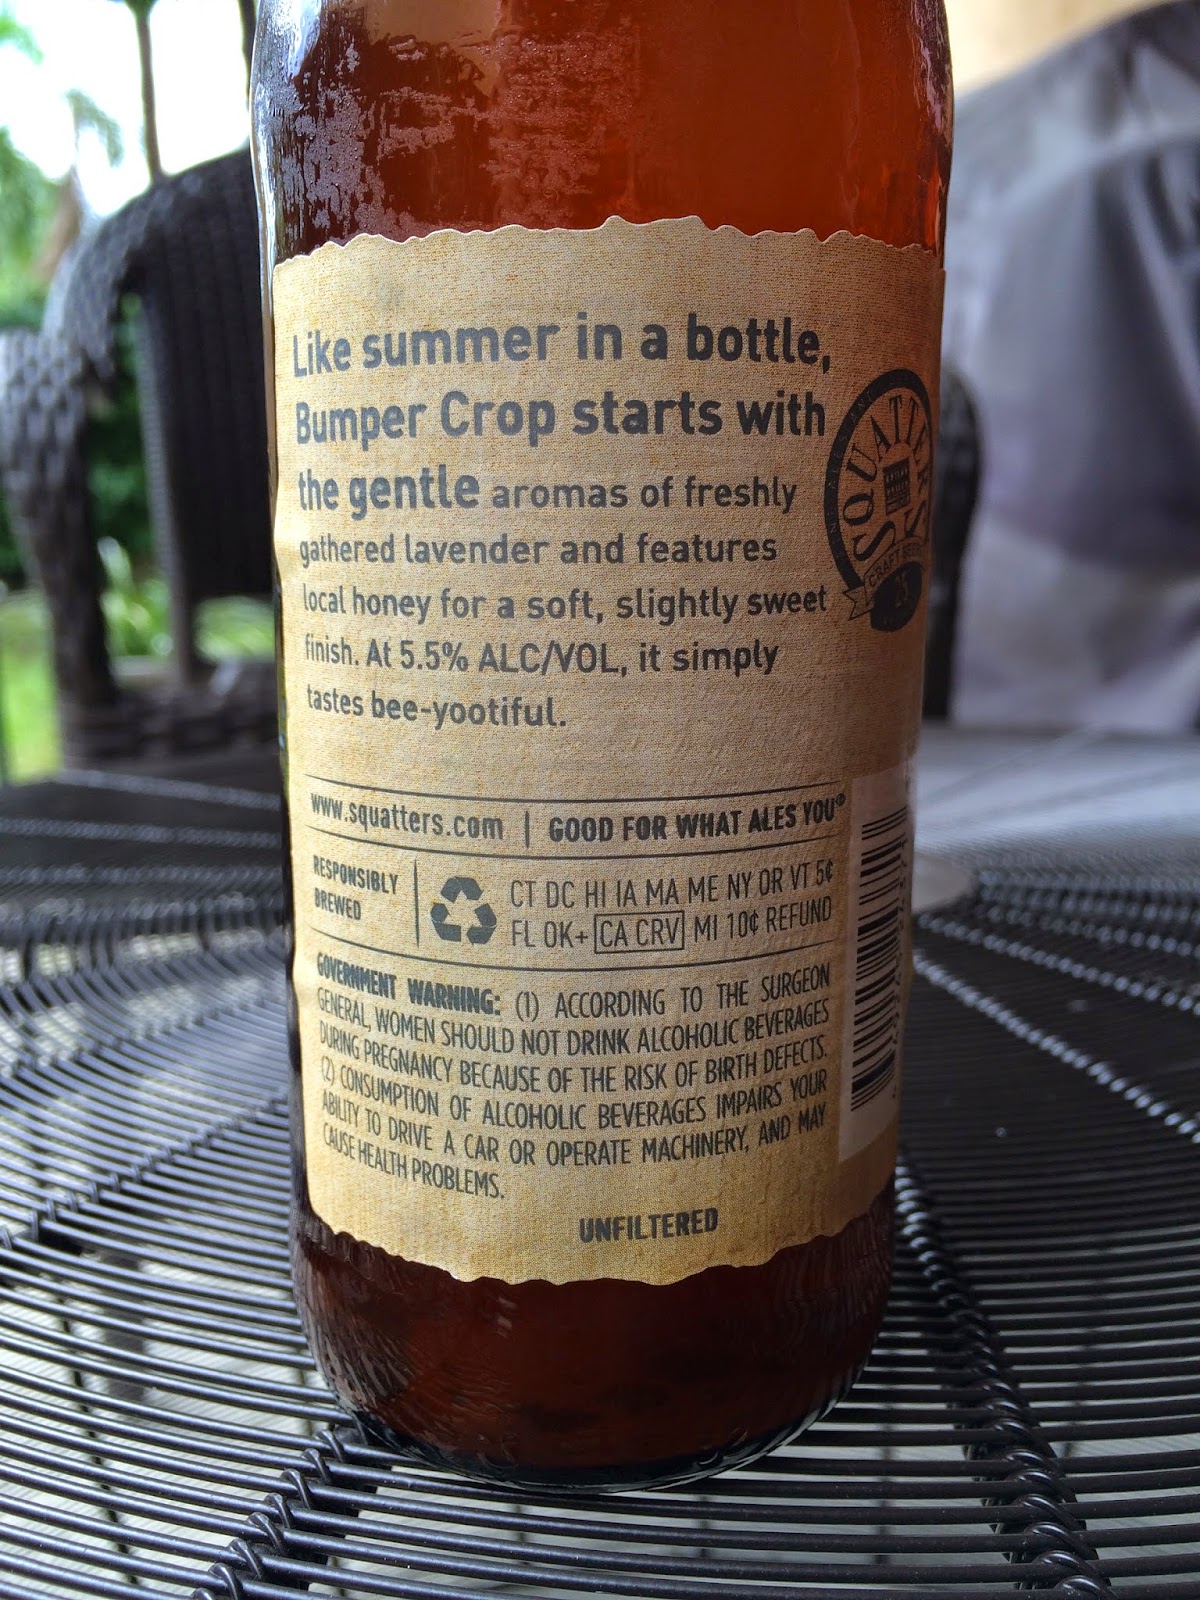 Like summer in a bottle,
Bumper Crop starts with
the gentle aromas of freshly
gathered lavender and features
local honey for a soft, slightly sweet
finish. At 5.5% ALC/VOL, it simply
tastes bee-yootiful.
SQUATTERS
CRAFT BEERS
25
www.squatters.com | GOOD FOR WHAT ALES YOU®
RESPONSIBLY
BREWED
CT DC HI IA MA ME NY OR VT 5¢
FL OK+ CA CRV MI 10¢ REFUND
GOVERNMENT WARNING: (1) ACCORDING TO THE SURGEON
GENERAL, WOMEN SHOULD NOT DRINK ALCOHOLIC BEVERAGES
DURING PREGNANCY BECAUSE OF THE RISK OF BIRTH DEFECTS.
(2) CONSUMPTION OF ALCOHOLIC BEVERAGES IMPAIRS YOUR
ABILITY TO DRIVE A CAR OR OPERATE MACHINERY, AND MAY
CAUSE HEALTH PROBLEMS.
UNFILTERED